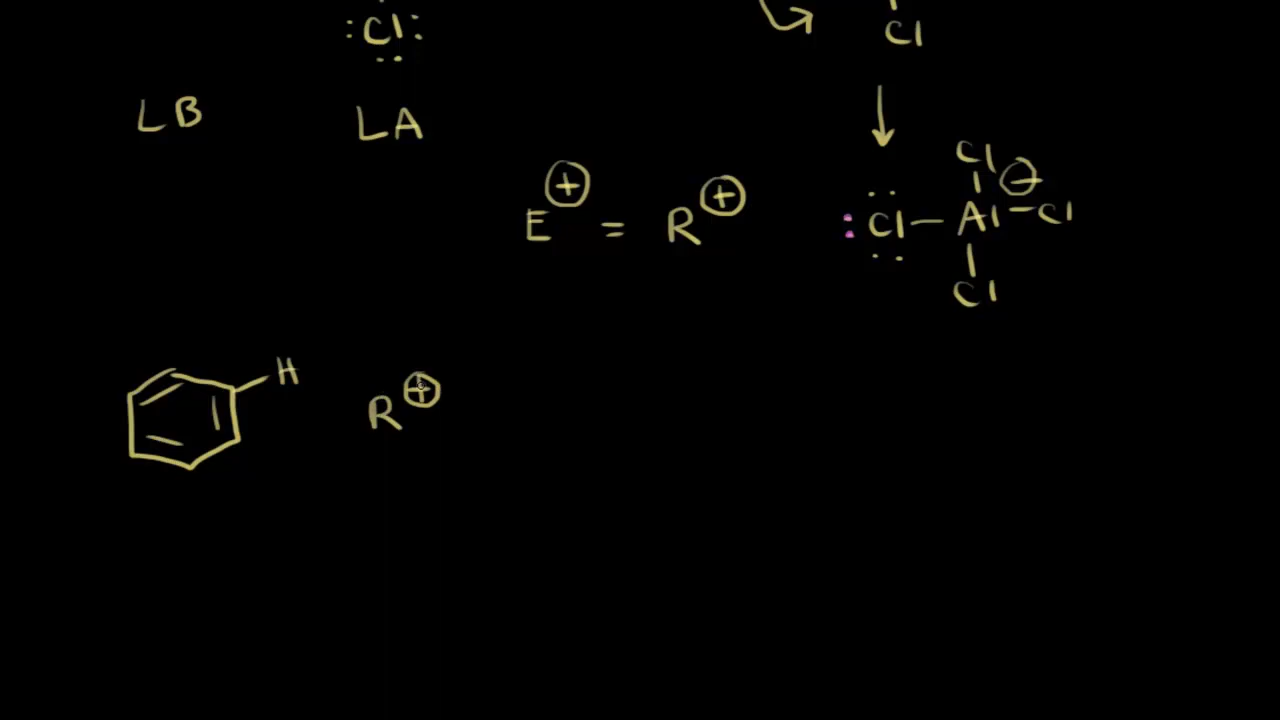 :Cl:
Cl
LB
LA
Cl
E⊕ = R⊕
:Cl–Al–Cl ⊖
Cl
H
R⊕